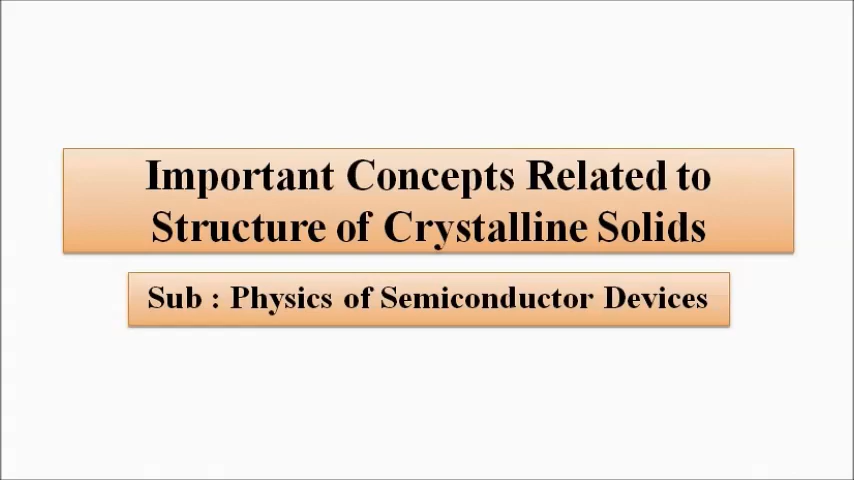 Important Concepts Related to
Structure of Crystalline Solids
Sub : Physics of Semiconductor Devices